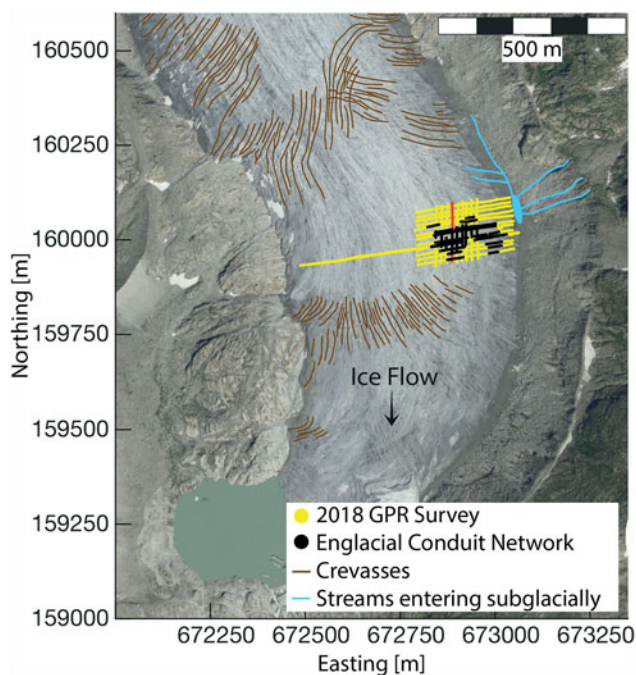 160500
160250
160000
159750
159500
159250
159000
Northing [m]
500 m
Ice Flow
2018 GPR Survey
Englacial Conduit Network
Crevasses
Streams entering subglacially
672250
672500
672750
673000
673250
Easting [m]